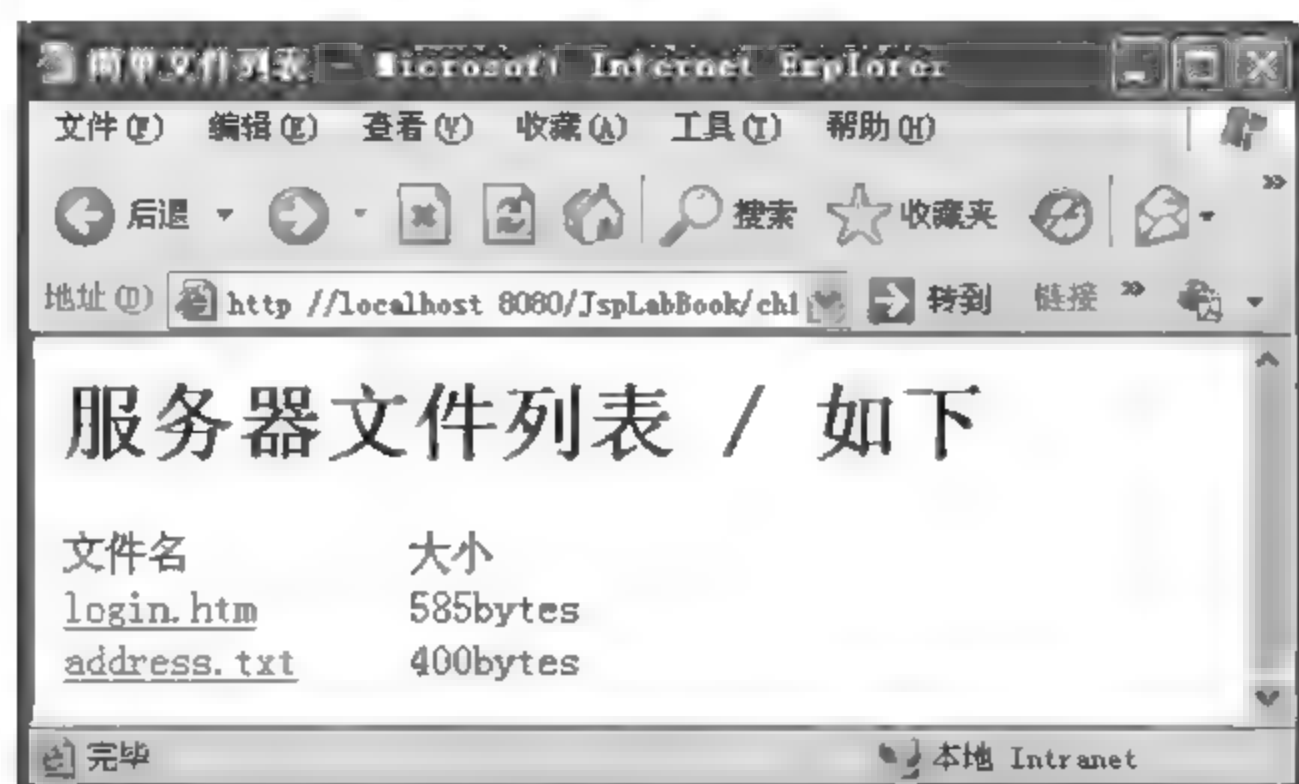 简单文件列表 - Microsoft Internet Explorer
文件(F) 编辑(E) 查看(V) 收藏(A) 工具(T) 帮助(H)
后退 搜索 收藏夹 »
地址(D) http //localhost 8080/JspLabBook/ch1 转到 链接 »
服务器文件列表 / 如下
文件名 大小
login.htm 585bytes
address.txt 400bytes
完毕 本地 Intranet